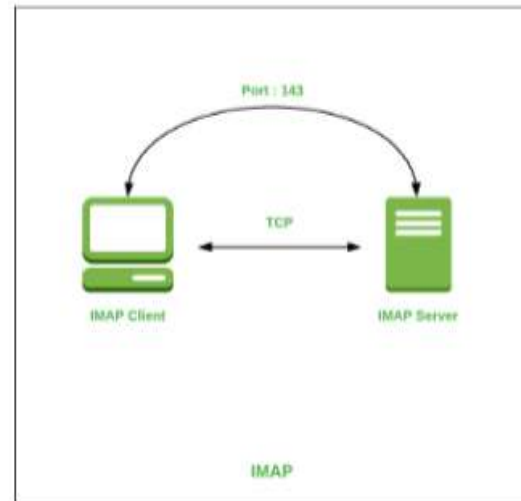 Port : 143
TCP
IMAP Client
IMAP Server
IMAP